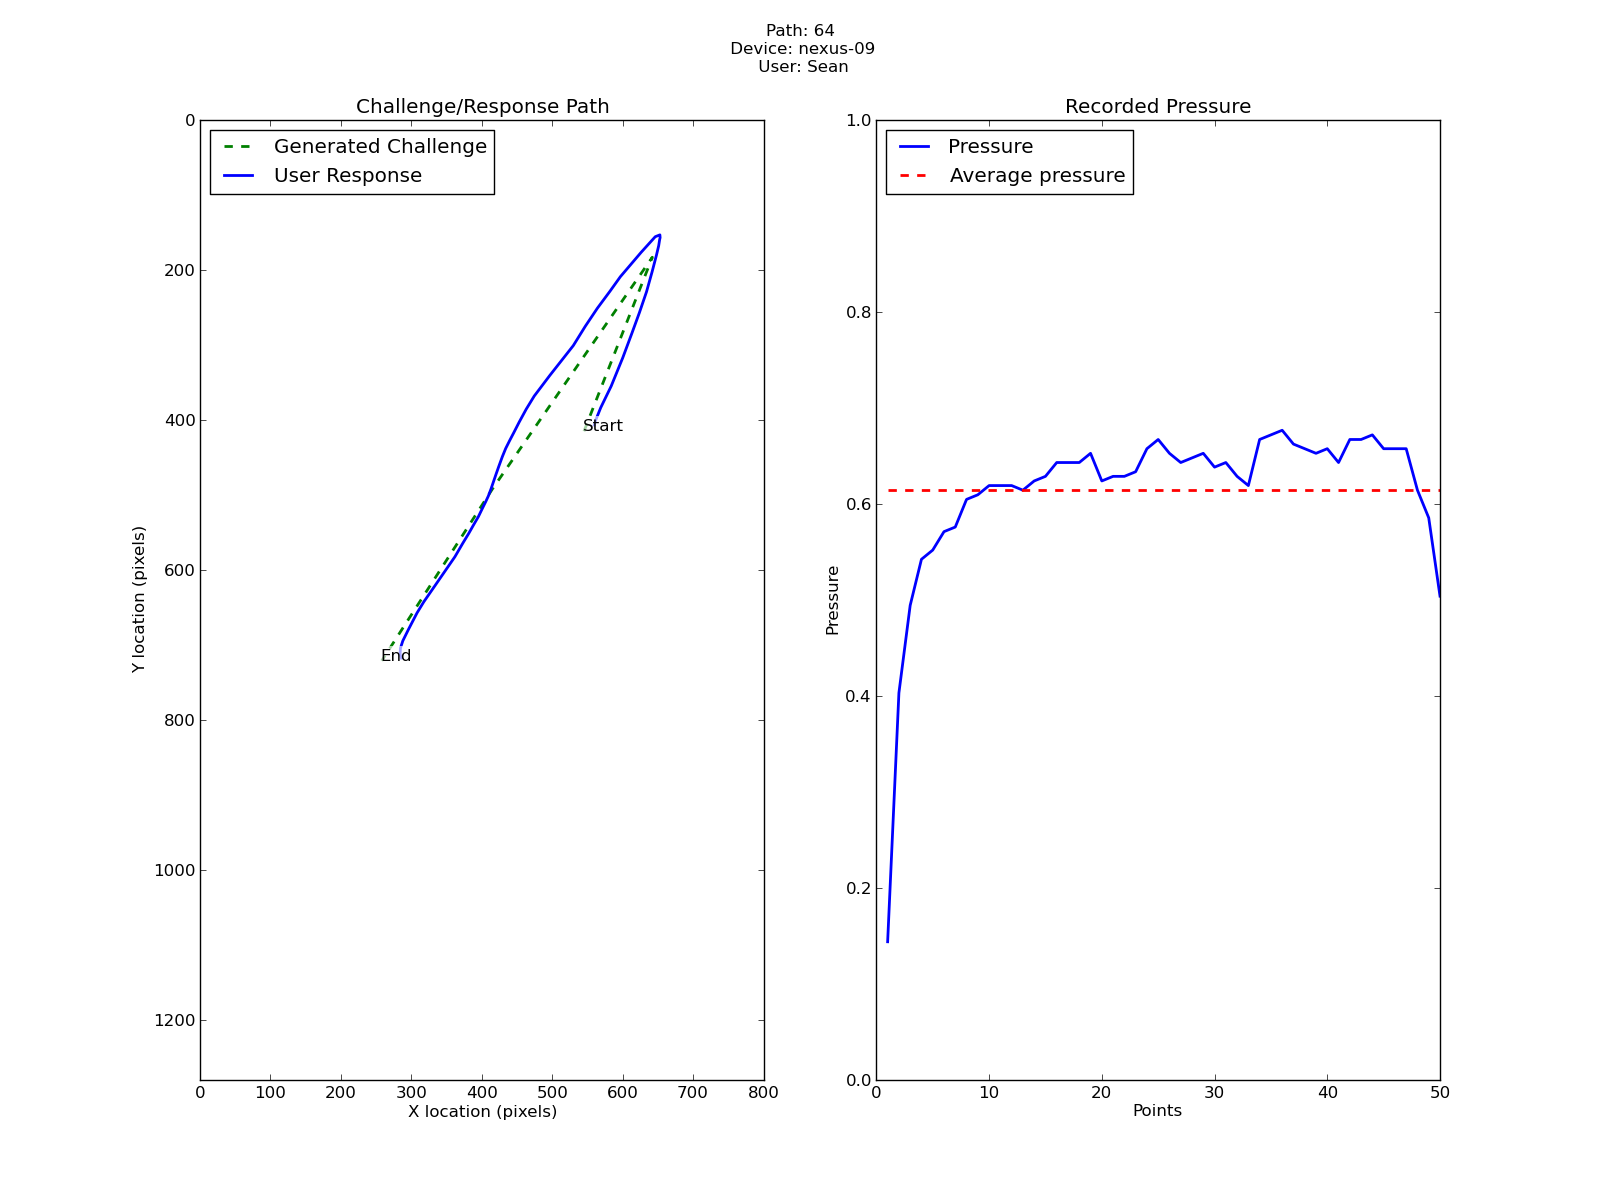 Path: 64
Device: nexus-09
User: Sean
Challenge/Response Path
Generated Challenge
User Response
Start
End
0
200
400
600
800
1000
1200
Y location (pixels)
0 100 200 300 400 500 600 700 800
X location (pixels)
Recorded Pressure
Pressure
Average pressure
1.0
0.8
0.6
0.4
0.2
0.0
Pressure
0 10 20 30 40 50
Points